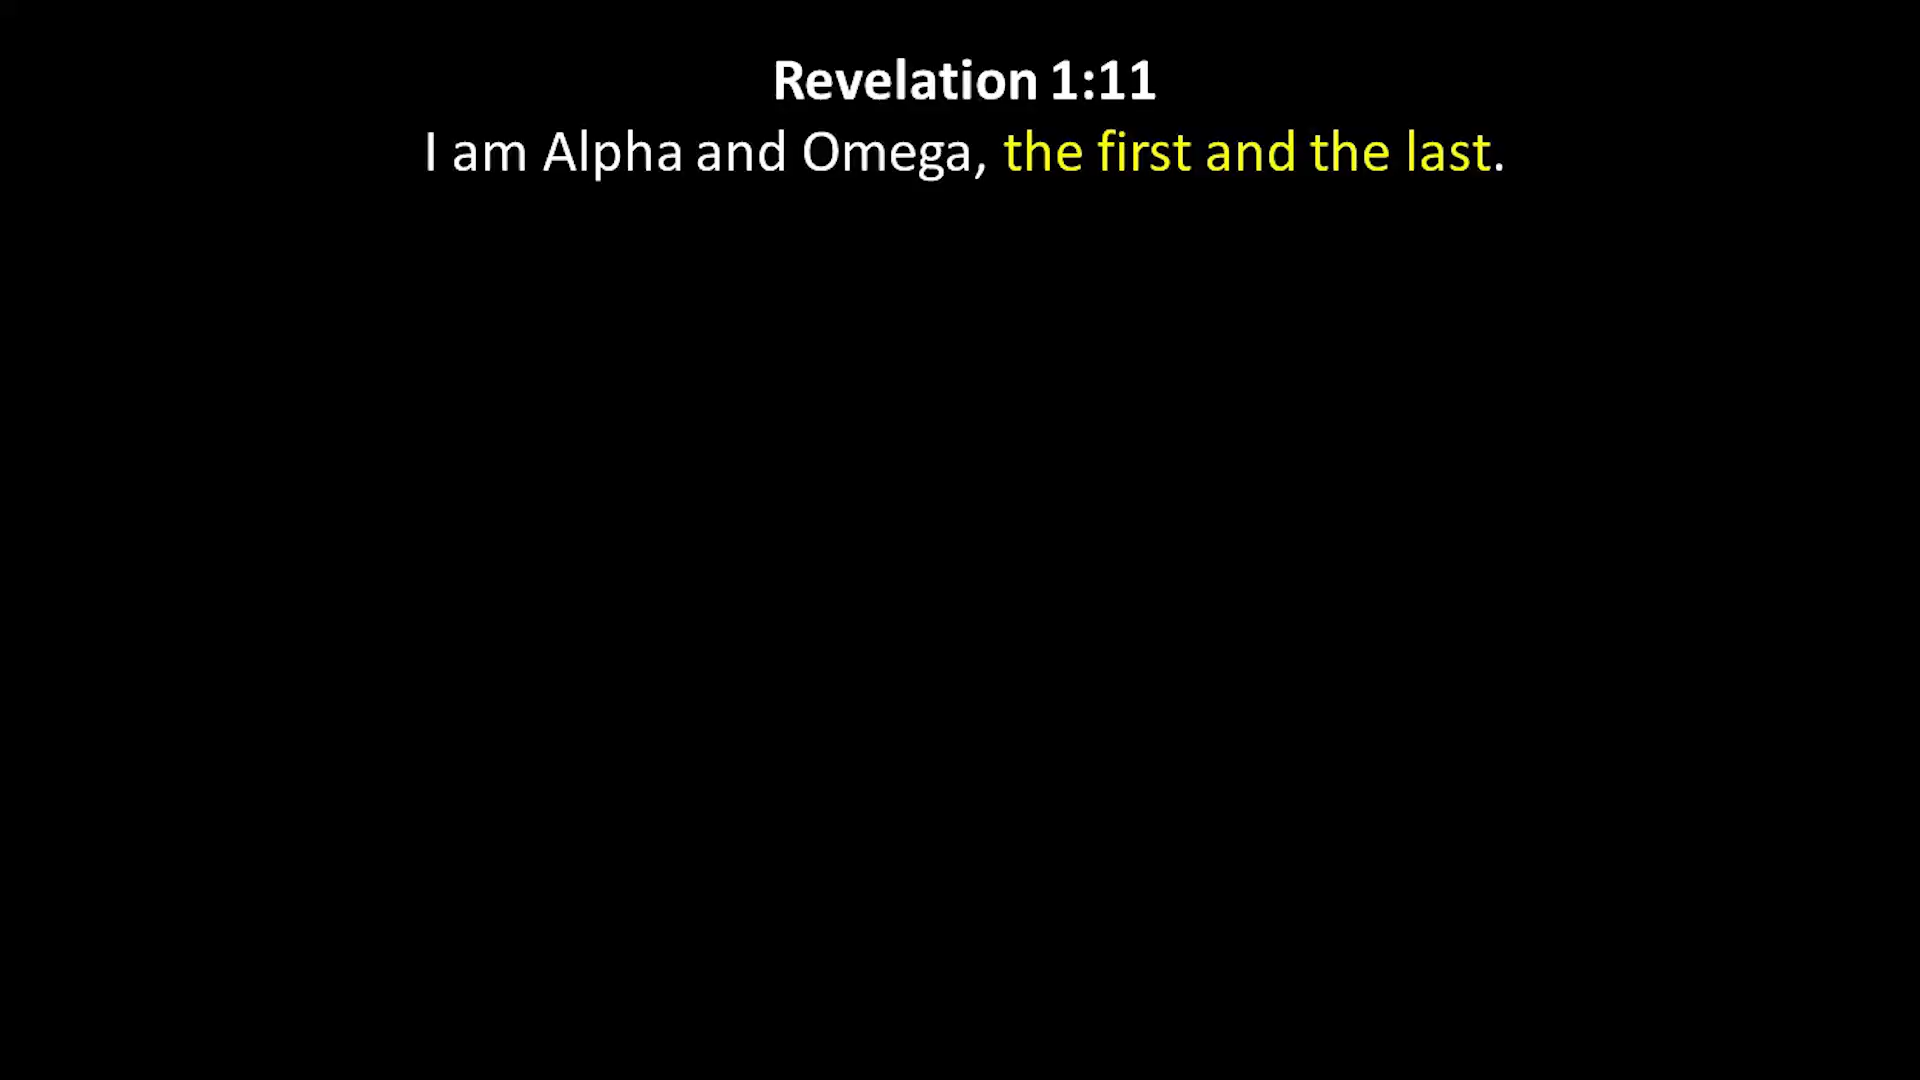 Revelation 1:11
I am Alpha and Omega, the first and the last.